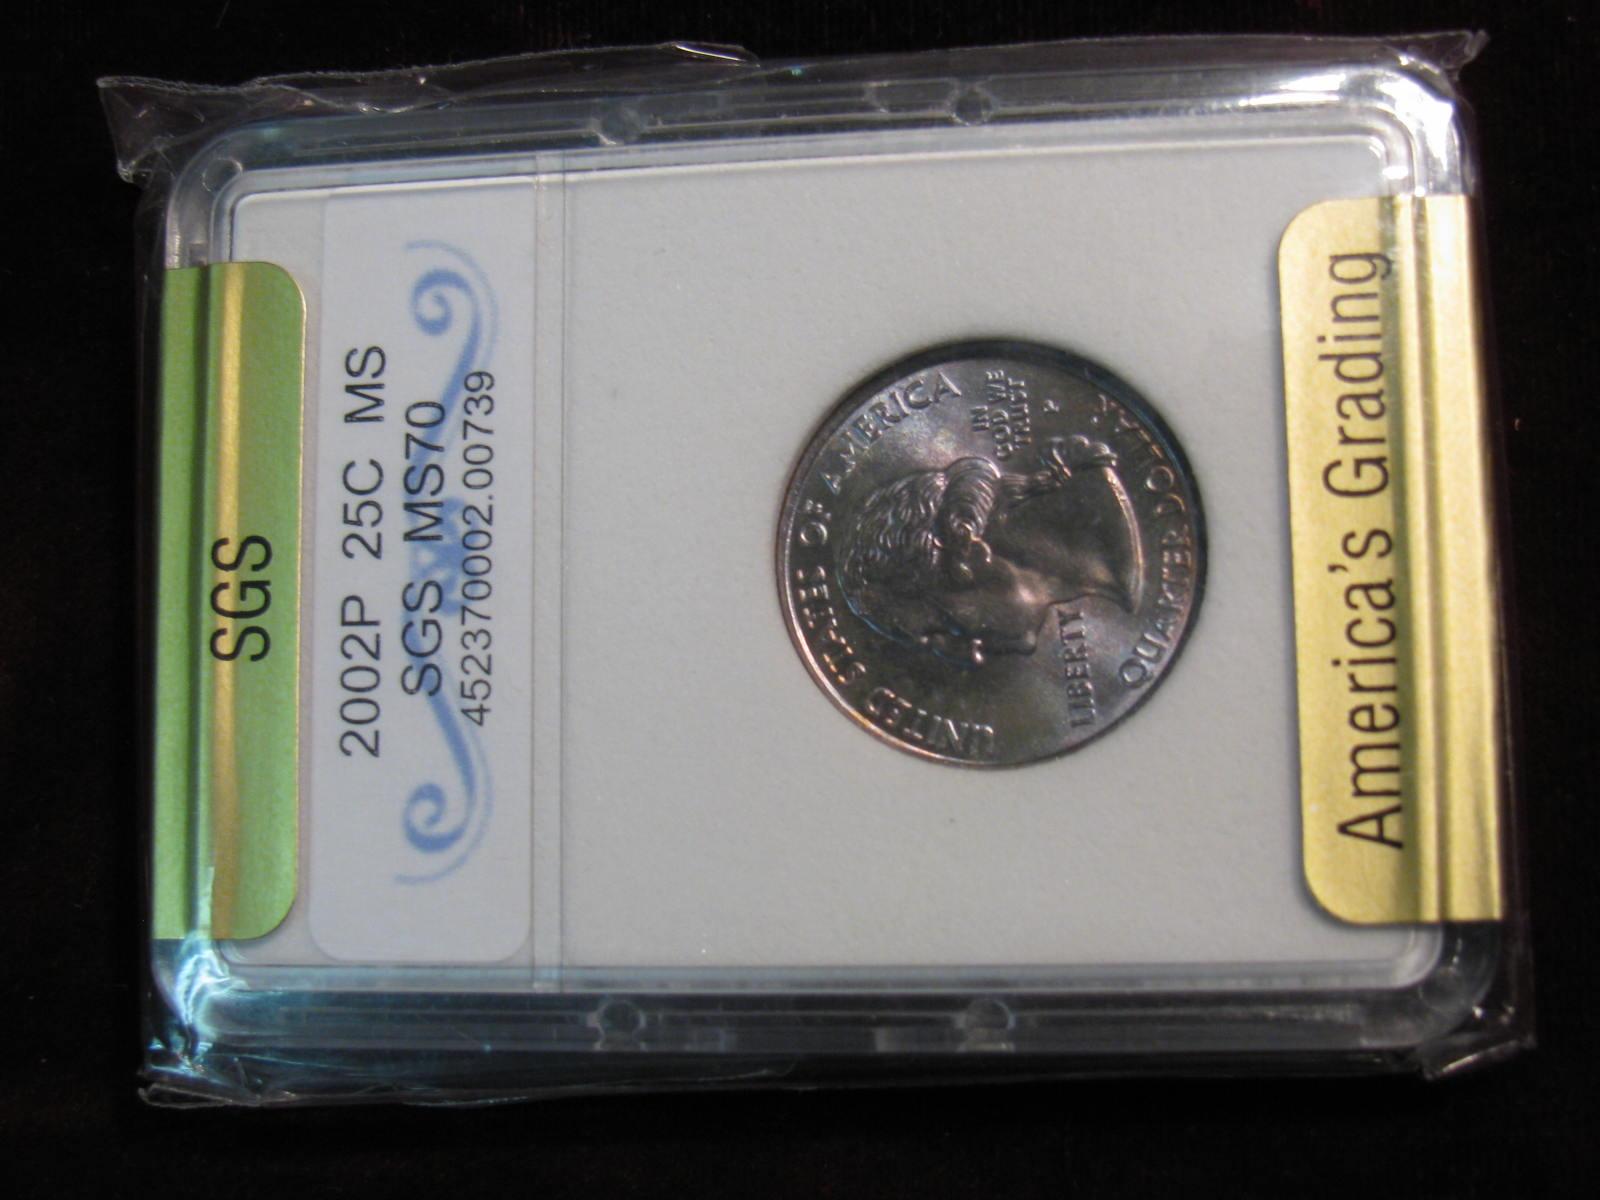 SGS
2002P 25C MS
SGS MS70
4523700002.00739
UNITED STATES OF AMERICA
LIBERTY
IN
GOD WE
TRUST
P
QUARTER DOLLAR
America's Grading